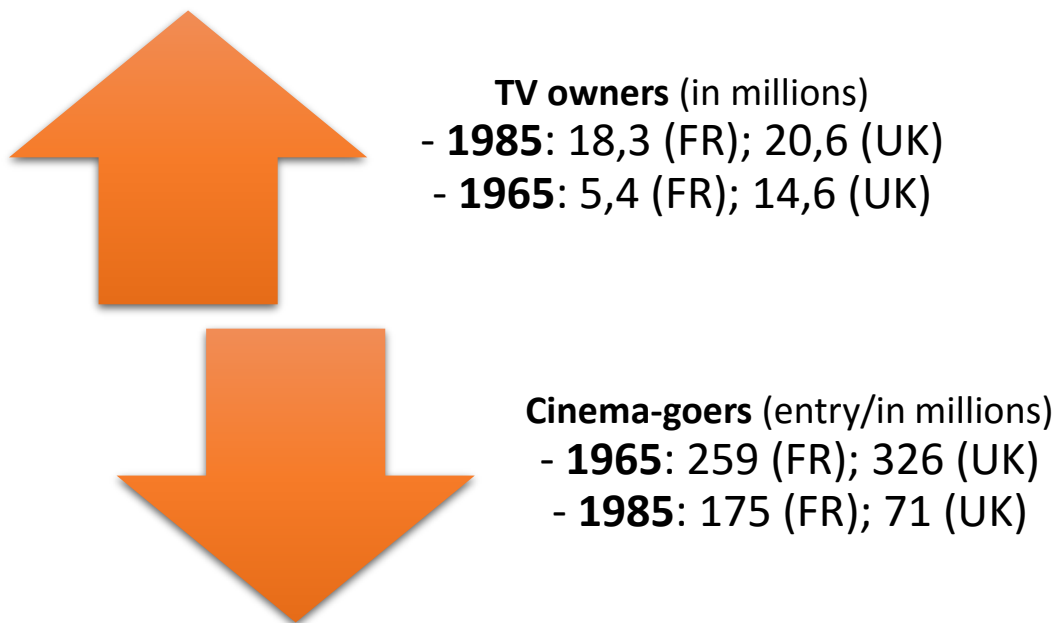 TV owners (in millions)
- 1985: 18,3 (FR); 20,6 (UK)
- 1965: 5,4 (FR); 14,6 (UK)
Cinema-goers (entry/in millions)
- 1965: 259 (FR); 326 (UK)
- 1985: 175 (FR); 71 (UK)